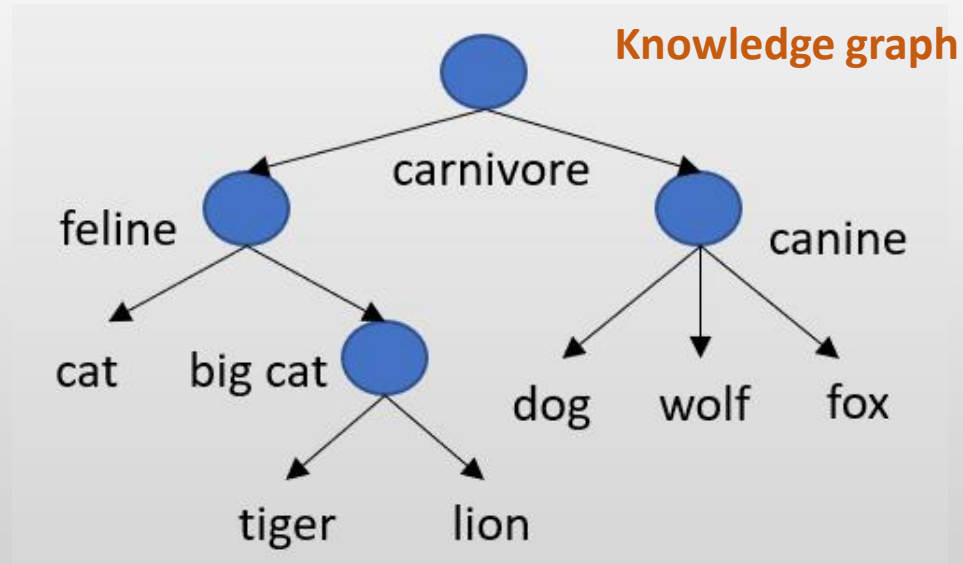 Knowledge graph
carnivore
feline
canine
cat
big cat
dog
wolf
fox
tiger
lion